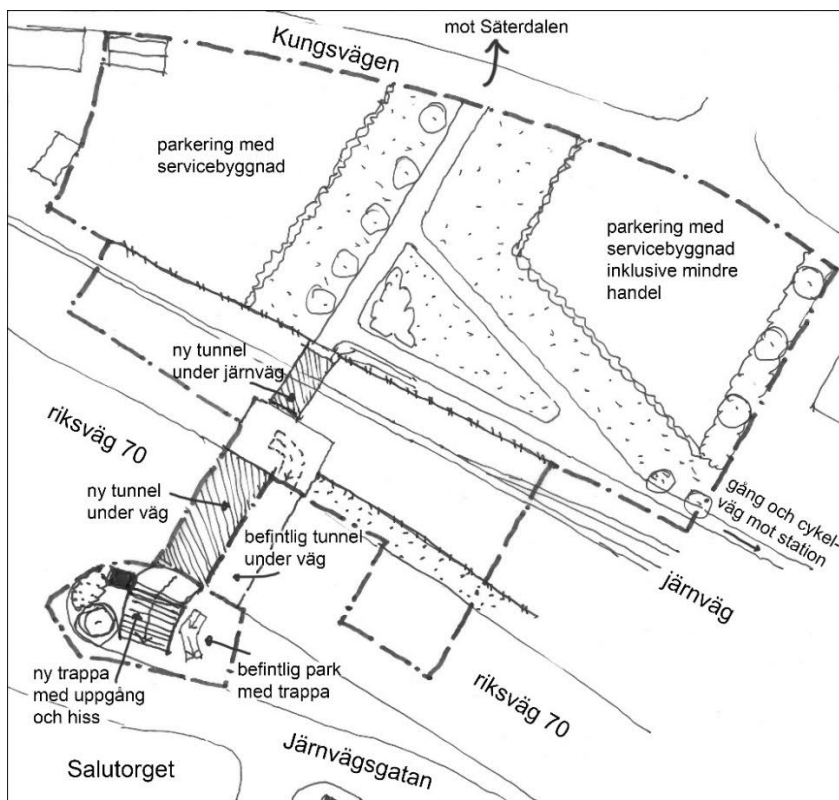 mot Säterdalen
Kungsvägen
parkering med
servicebyggnad
parkering med
servicebyggnad
inklusive mindre
handel
ny tunnel
under järnväg
riksväg 70
ny tunnel
under väg
befintlig tunnel
under väg
gång och cykel-
väg mot station
järnväg
ny trappa
med uppgång
och hiss
befintlig park
med trappa
riksväg 70
Järnvägsgatan
Salutorget